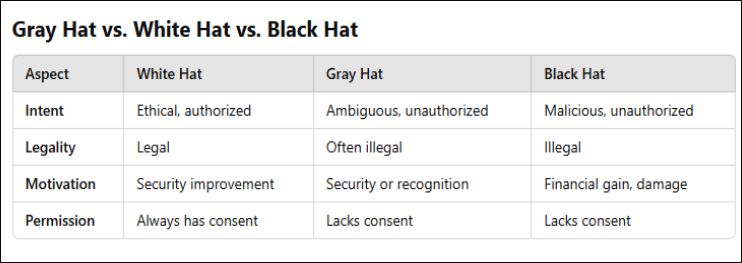 Gray Hat vs. White Hat vs. Black Hat
Aspect White Hat Gray Hat Black Hat
Intent Ethical, authorized Ambiguous, unauthorized Malicious, unauthorized
Legality Legal Often illegal Illegal
Motivation Security improvement Security or recognition Financial gain, damage
Permission Always has consent Lacks consent Lacks consent